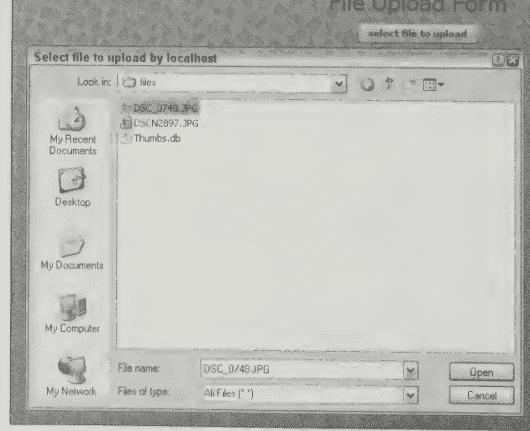 File Upload Form
select file to upload
Select file to upload by localhost
Look in:
files
DSC_0748.JPG
DSCN2897.JPG
Thumbs.db
My Recent
Documents
Desktop
My Documents
My Computer
My Network
File name:
DSC_0748.JPG
Open
Files of type:
All Files (*.*)
Cancel